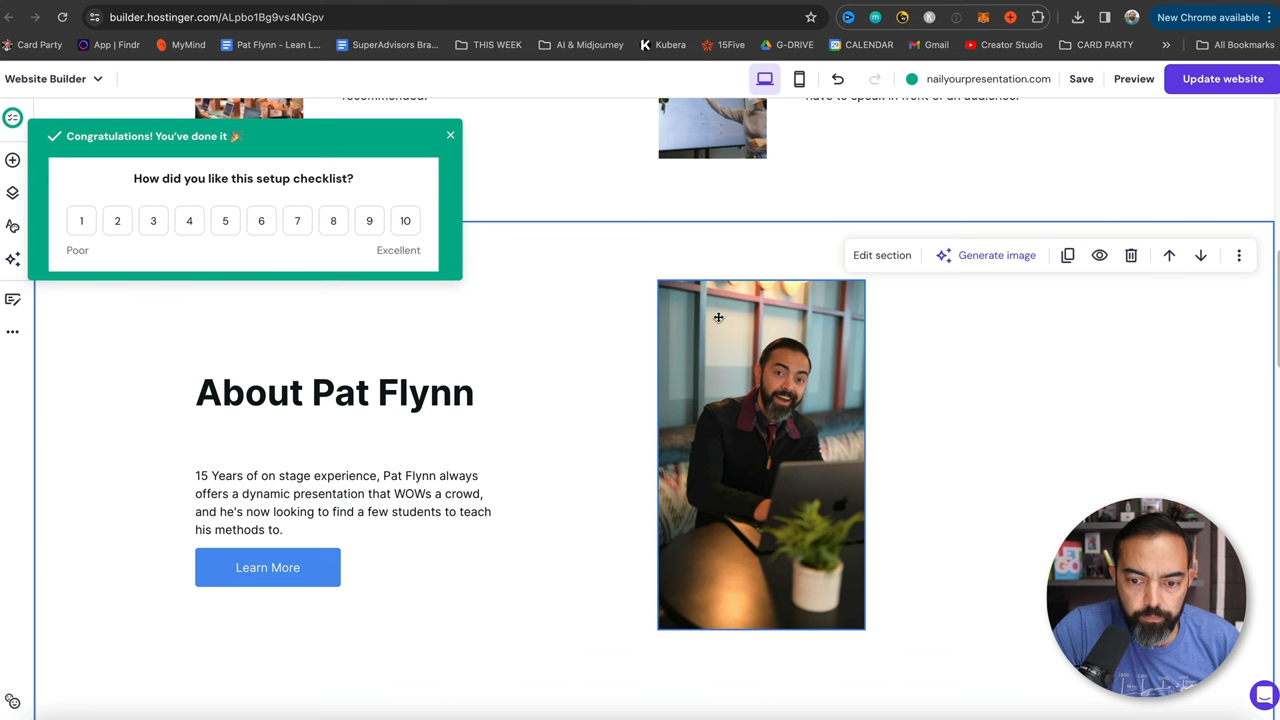 builder.hostinger.com/ALpbo1Bg9vs4NGpv
New Chrome available
Card Party
App | Findr
MyMind
Pat Flynn - Lean L...
SuperAdvisors Bra...
THIS WEEK
AI & Midjourney
Kubera
15Five
G-DRIVE
CALENDAR
Gmail
Creator Studio
CARD PARTY
All Bookmarks
Website Builder
nailyourpresentation.com
Save
Preview
Update website
Congratulations! You've done it 🎉
How did you like this setup checklist?
1 2 3 4 5 6 7 8 9 10
Poor
Excellent
Edit section
Generate image
About Pat Flynn
15 Years of on stage experience, Pat Flynn always
offers a dynamic presentation that WOWs a crowd,
and he's now looking to find a few students to teach
his methods to.
Learn More